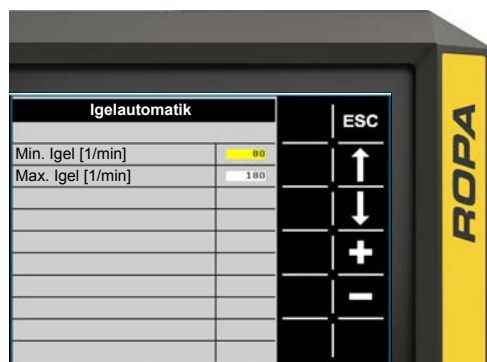 Igelautomatik
ESC
Min. Igel [1/min] 80
Max. Igel [1/min] 180
+
−
ROPA